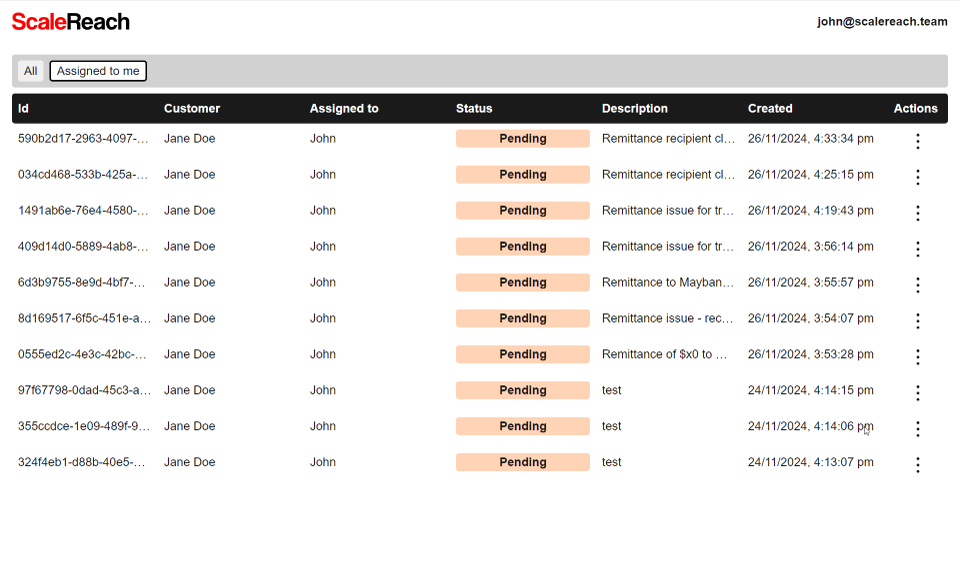 ScaleReach john@scalereach.team
All Assigned to me
Id Customer Assigned to Status Description Created Actions
590b2d17-2963-4097-... Jane Doe John Pending Remittance recipient cl... 26/11/2024, 4:33:34 pm
034cd468-533b-425a-... Jane Doe John Pending Remittance recipient cl... 26/11/2024, 4:25:15 pm
1491ab6e-76e4-4580-... Jane Doe John Pending Remittance issue for tr... 26/11/2024, 4:19:43 pm
409d14d0-5889-4ab8-... Jane Doe John Pending Remittance issue for tr... 26/11/2024, 3:56:14 pm
6d3b9755-8e9d-4bf7-... Jane Doe John Pending Remittance to Mayban... 26/11/2024, 3:55:57 pm
8d169517-6f5c-451e-a... Jane Doe John Pending Remittance issue - rec... 26/11/2024, 3:54:07 pm
0555ed2c-4e3c-42bc-... Jane Doe John Pending Remittance of $x0 to ... 26/11/2024, 3:53:28 pm
97f67798-0dad-45c3-a... Jane Doe John Pending test 24/11/2024, 4:14:15 pm
355ccdce-1e09-489f-9... Jane Doe John Pending test 24/11/2024, 4:14:06 pm
324f4eb1-d88b-40e5-... Jane Doe John Pending test 24/11/2024, 4:13:07 pm